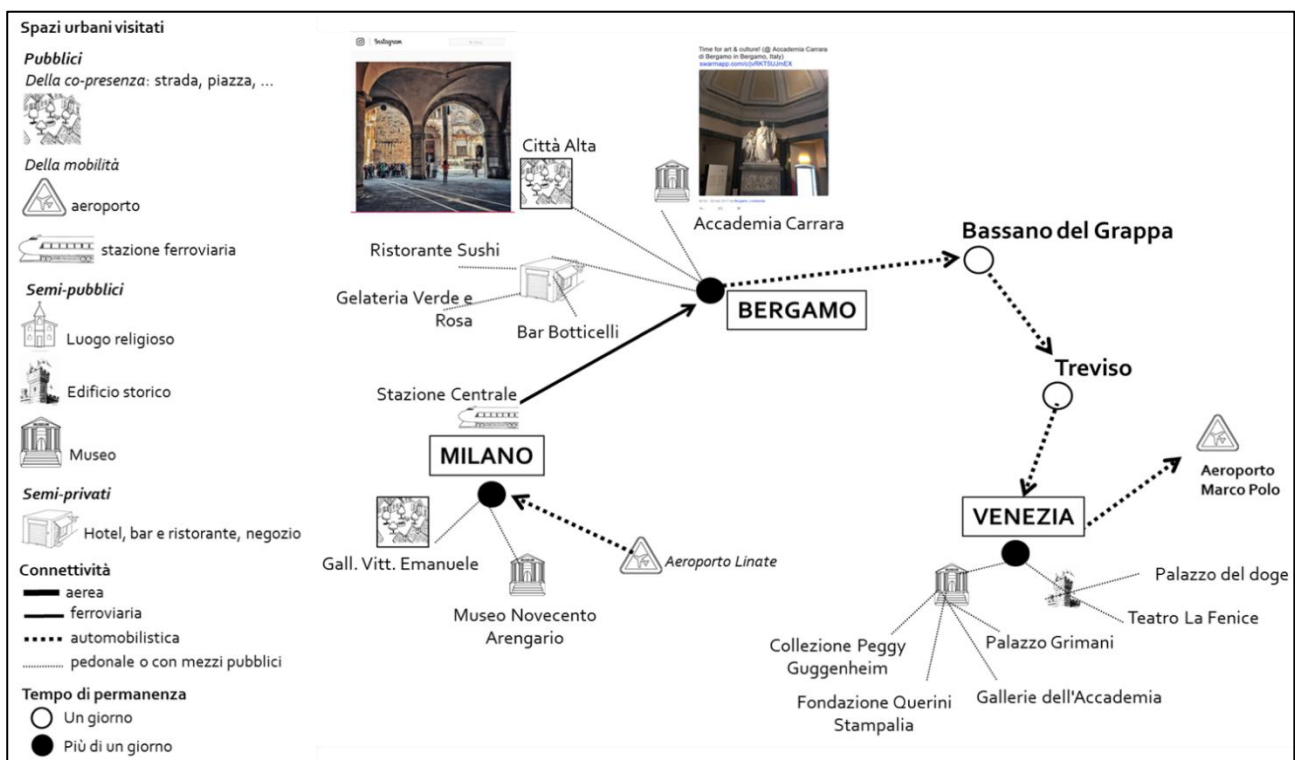 Spazi urbani visitati
Pubblici
Della co-presenza: strada, piazza, ...
Della mobilità
aeroporto
stazione ferroviaria
Semi-pubblici
Luogo religioso
Edificio storico
Museo
Semi-privati
Hotel, bar e ristorante, negozio
Connettività
aerea
ferroviaria
automobilistica
pedonale o con mezzi pubblici
Tempo di permanenza
Un giorno
Più di un giorno
Instagram
Time for art & culture! (@ Accademia Carrara
di Bergamo in Bergamo, Italy)
Città Alta
Accademia Carrara
Ristorante Sushi
Gelateria Verde e
Rosa
Bar Botticelli
BERGAMO
Bassano del Grappa
Treviso
Stazione Centrale
MILANO
Gall. Vitt. Emanuele
Museo Novecento
Arengario
Aeroporto Linate
Aeroporto
Marco Polo
VENEZIA
Palazzo del doge
Teatro La Fenice
Palazzo Grimani
Collezione Peggy
Guggenheim
Gallerie dell'Accademia
Fondazione Querini
Stampalia